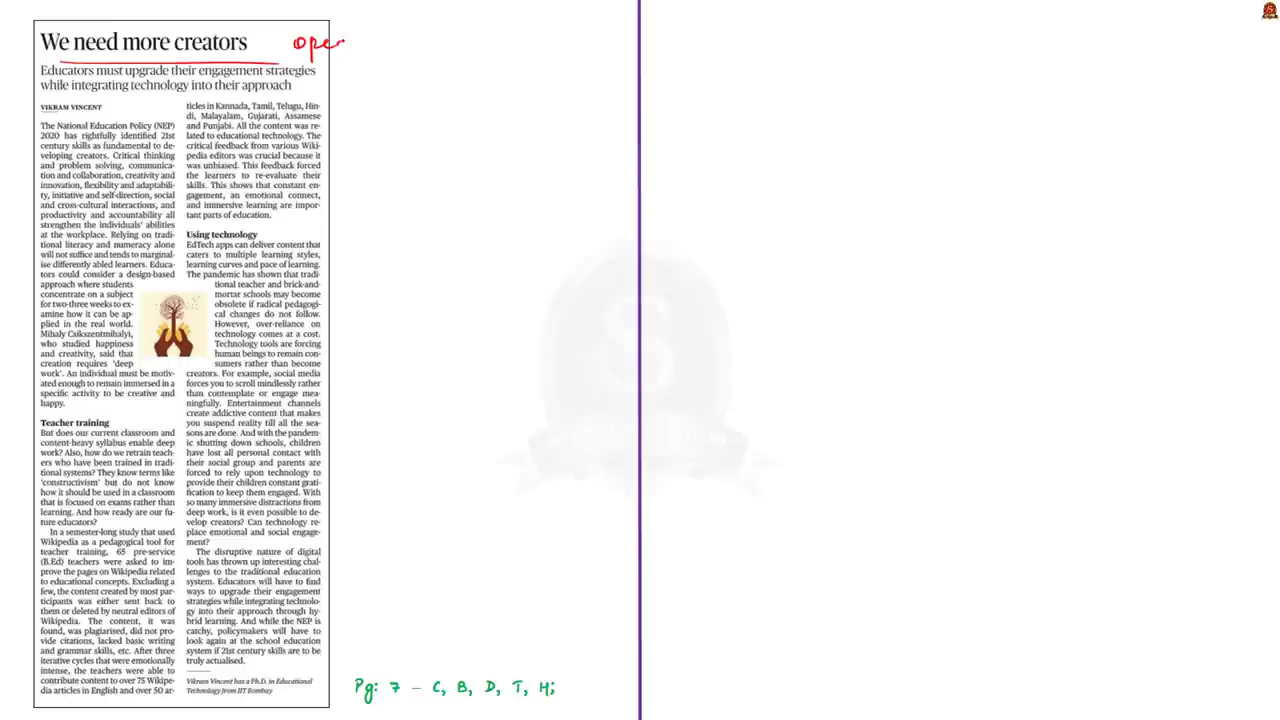 We need more creators
ope
Educators must upgrade their engagement strategies
while integrating technology into their approach
VIKRAM VINCENT
The National Education Policy (NEP)
2020 has rightfully identified 21st
century skills as fundamental to de-
veloping creators. Critical thinking
and problem solving, communica-
tion and collaboration, creativity and
innovation, flexibility and adaptabili-
ty, initiative and self-direction, social
and cross-cultural interactions, and
productivity and accountability all
strengthen the individuals' abilities
at the workplace. Relying on tradi-
tional literacy and numeracy alone
will not suffice and tends to marginal-
ise differently abled learners. Educa-
tors could consider a design-based
approach where students
concentrate on a subject
for two-three weeks to ex-
amine how it can be ap-
plied in the real world.
Mihaly Csikszentmihalyi,
who studied happiness
and creativity, said that
creation requires 'deep
work'. An individual must be motiv-
ated enough to remain immersed in a
specific activity to be creative and
happy.
Teacher training
But does our current classroom and
content-heavy syllabus enable deep
work? Also, how do we retrain teach-
ers who have been trained in tradi-
tional systems? They know terms like
'constructivism' but do not know
how it should be used in a classroom
that is focused on exams rather than
learning. And how ready are our fu-
ture educators?
In a semester-long study that used
Wikipedia as a pedagogical tool for
teacher training, 65 pre-service
(B.Ed) teachers were asked to im-
prove the pages on Wikipedia related
to educational concepts. Excluding a
few, the content created by most par-
ticipants was either sent back to
them or deleted by neutral editors of
Wikipedia. The content, it was
found, was plagiarised, did not pro-
vide citations, lacked basic writing
and grammar skills, etc. After three
iterative cycles that were emotionally
intense, the teachers were able to
contribute content to over 75 Wikipe-
dia articles in English and over 50 ar-
ticles in Kannada, Tamil, Telugu, Hin-
di, Malayalam, Gujarati, Assamese
and Punjabi. All the content was re-
lated to educational technology. The
critical feedback from various Wiki-
pedia editors was crucial because it
was unbiased. This feedback forced
the learners to re-evaluate their
skills. This shows that constant en-
gagement, an emotional connect,
and immersive learning are impor-
tant parts of education.
Using technology
EdTech apps can deliver content that
caters to multiple learning styles,
learning curves and pace of learning.
The pandemic has shown that tradi-
tional teacher and brick-and-
mortar schools may become
obsolete if radical pedagogi-
cal changes do not follow.
However, over-reliance on
technology comes at a cost.
Technology tools are forcing
human beings to remain con-
sumers rather than become
creators. For example, social media
forces you to scroll mindlessly rather
than contemplate or engage mea-
ningfully. Entertainment channels
create addictive content that makes
you suspend reality till all the sea-
sons are done. And with the pandem-
ic shutting down schools, children
have lost all personal contact with
their social group and parents are
forced to rely upon technology to
provide their children constant grati-
fication to keep them engaged. With
so many immersive distractions from
deep work, is it even possible to de-
velop creators? Can technology re-
place emotional and social engage-
ment?
The disruptive nature of digital
tools has thrown up interesting chal-
lenges to the traditional education
system. Educators will have to find
ways to upgrade their engagement
strategies while integrating technolo-
gy into their approach through hy-
brid learning. And while the NEP is
catchy, policymakers will have to
look again at the school education
system if 21st century skills are to be
truly actualised.
Vikram Vincent has a Ph.D. in Educational
Technology from IIT Bombay
Pg: 7 – C, B, D, T, H;